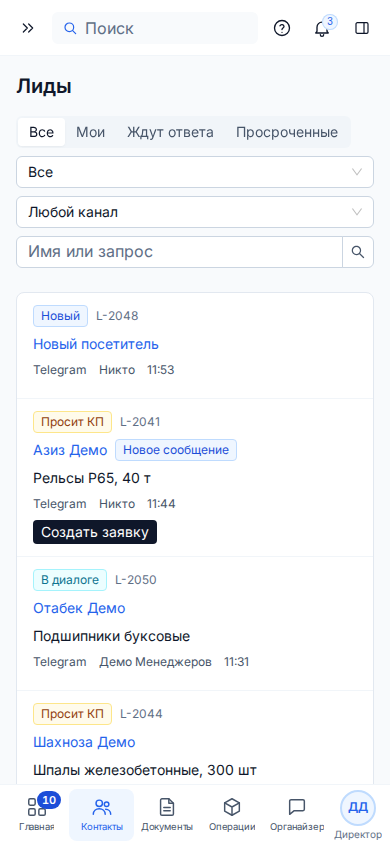 Поиск
3
Лиды
Все Мои Ждут ответа Просроченные
Все
Любой канал
Имя или запрос
Новый L-2048
Новый посетитель
Telegram Никто 11:53
Просит КП L-2041
Азиз Демо Новое сообщение
Рельсы Р65, 40 т
Telegram Никто 11:44
Создать заявку
В диалоге L-2050
Отабек Демо
Подшипники буксовые
Telegram Демо Менеджеров 11:31
Просит КП L-2044
Шахноза Демо
Шпалы железобетонные, 300 шт
10 ДД
Главная Контакты Документы Операции Органайзер Директор